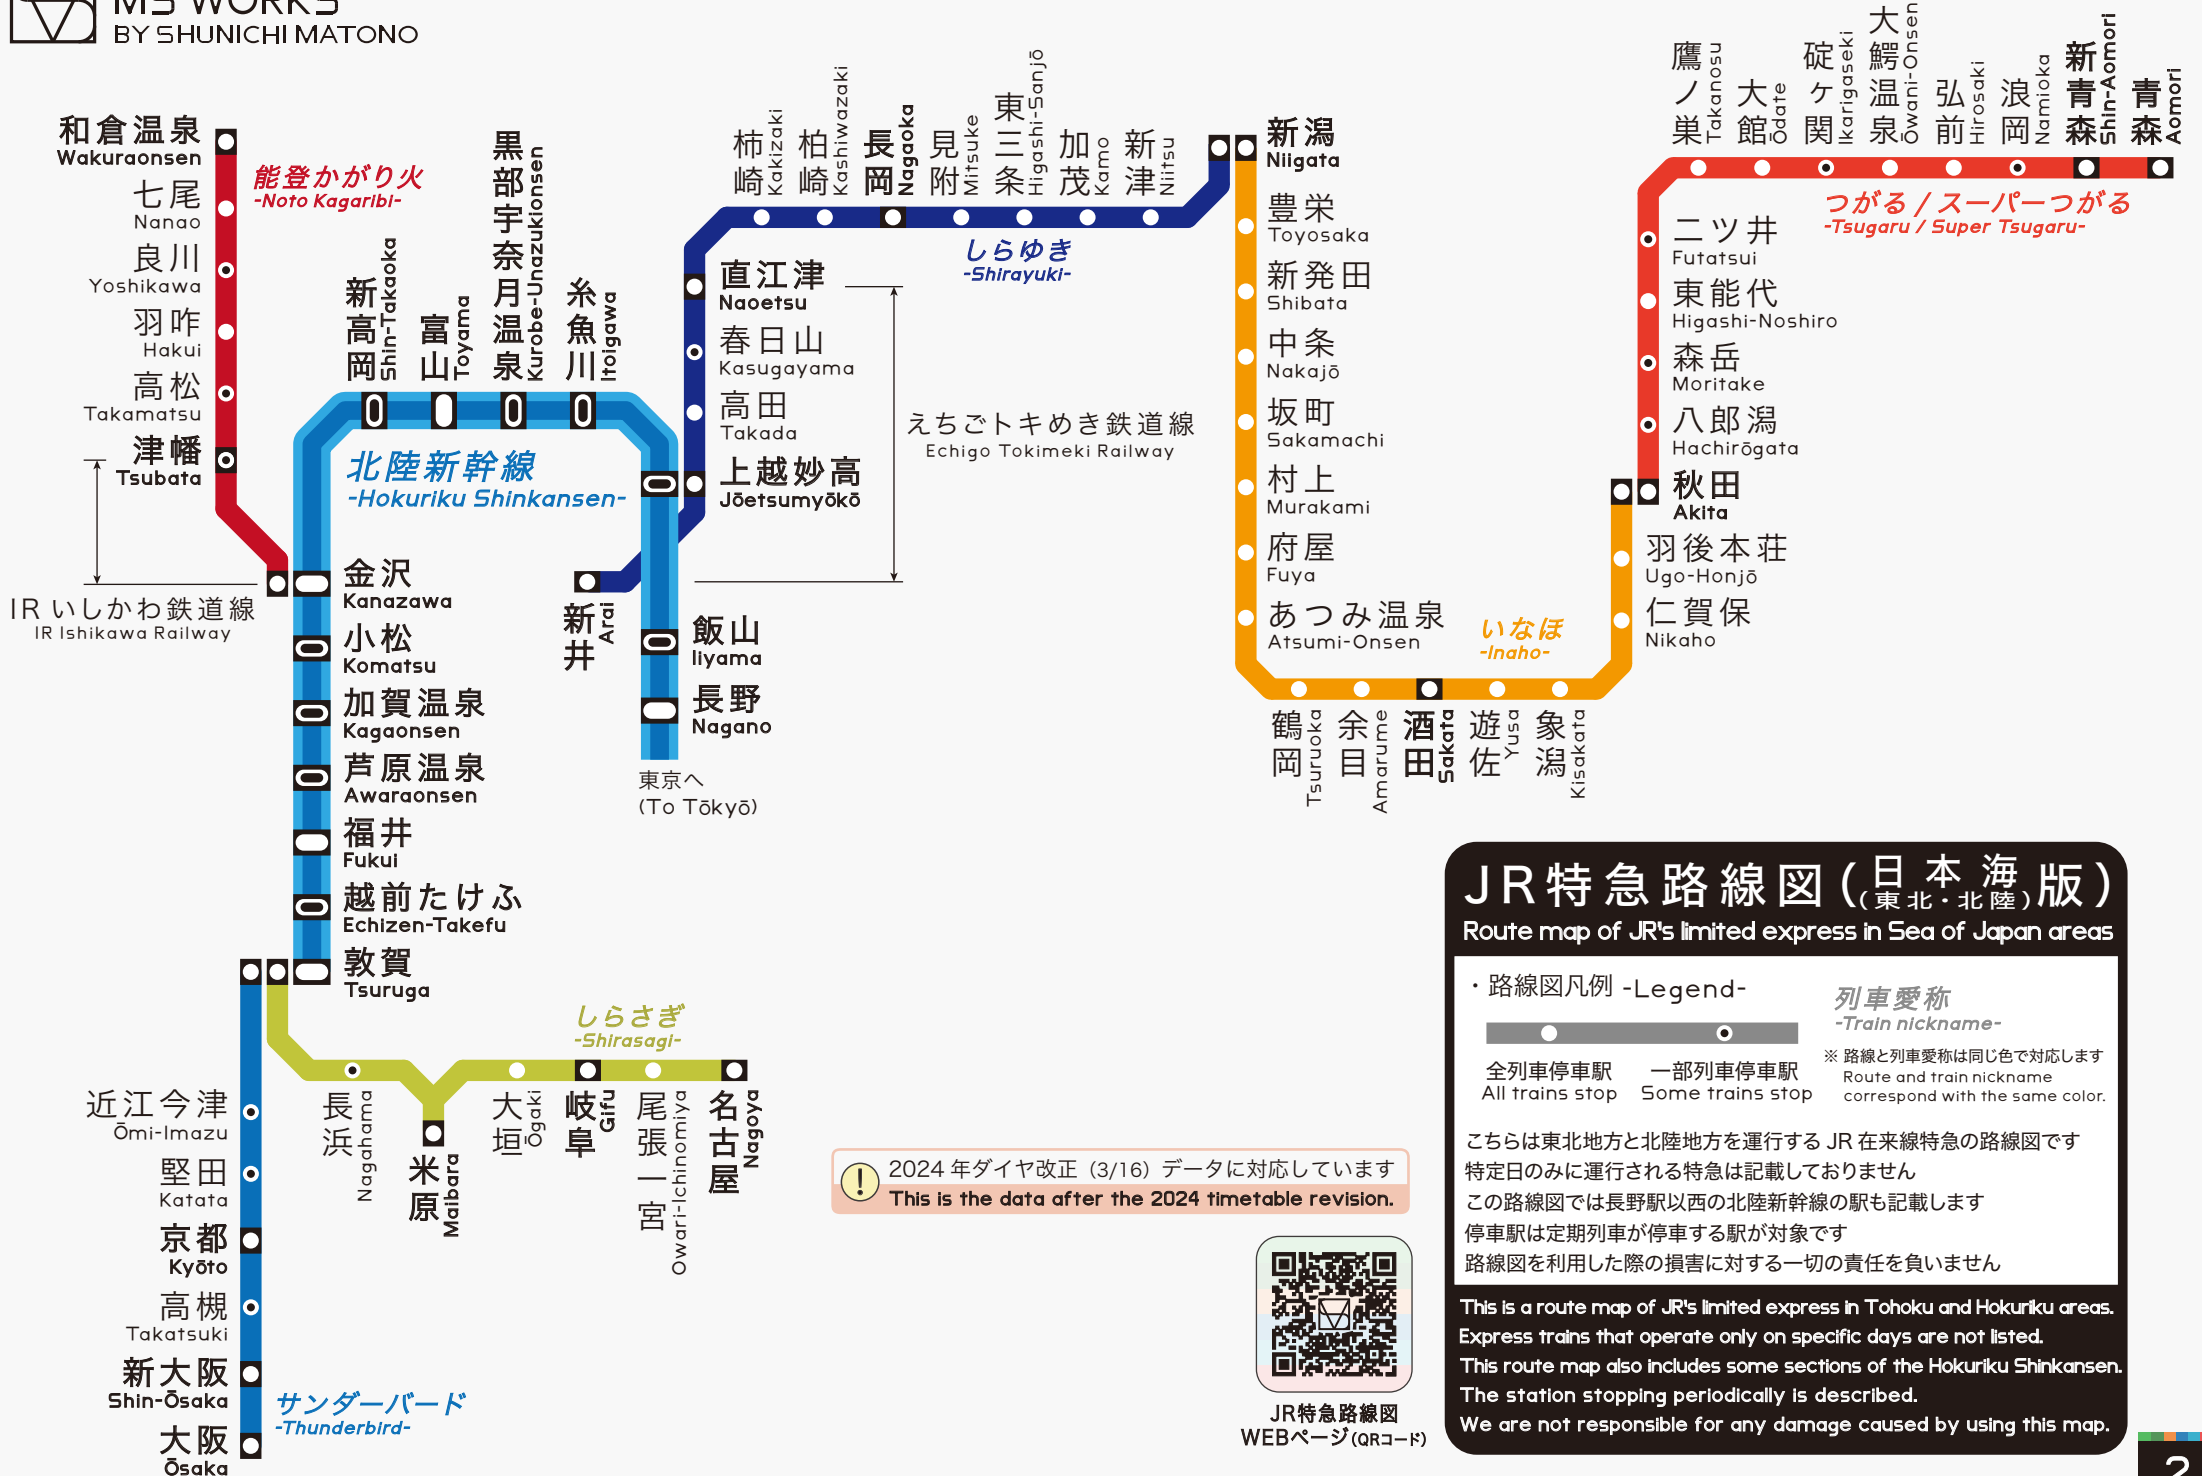 MS WORKS
BY SHUNICHI MATONO
和倉温泉
Wakuraonsen
七尾
Nanao
良川
Yoshikawa
羽咋
Hakui
高松
Takamatsu
津幡
Tsubata
能登かがり火
-Noto Kagaribi-
IR いしかわ鉄道線
IR Ishikawa Railway
新高岡
Shin-Takaoka
富山
Toyama
黒部宇奈月温泉
Kurobe-Unazukionsen
糸魚川
Itoigawa
北陸新幹線
-Hokuriku Shinkansen-
金沢
Kanazawa
小松
Komatsu
加賀温泉
Kagaonsen
芦原温泉
Awaraonsen
福井
Fukui
越前たけふ
Echizen-Takefu
敦賀
Tsuruga
柿崎
Kakizaki
柏崎
Kashiwazaki
長岡
Nagaoka
見附
Mitsuke
東三条
Higashi-Sanjō
加茂
Kamo
新津
Niitsu
しらゆき
-Shirayuki-
直江津
Naoetsu
春日山
Kasugayama
高田
Takada
上越妙高
Jōetsumyōkō
えちごトキめき鉄道線
Echigo Tokimeki Railway
新井
Arai
飯山
Iiyama
長野
Nagano
東京へ
(To Tōkyō)
新潟
Niigata
豊栄
Toyosaka
新発田
Shibata
中条
Nakajō
坂町
Sakamachi
村上
Murakami
府屋
Fuya
あつみ温泉
Atsumi-Onsen
いなほ
-Inaho-
鶴岡
Tsuruoka
余目
Amarume
酒田
Sakata
遊佐
Yusa
象潟
Kisakata
鷹ノ巣
Takanosu
大館
Ōdate
碇ヶ関
Ikarigaseki
大鰐温泉
Ōwani-Onsen
弘前
Hirosaki
浪岡
Namioka
新青森
Shin-Aomori
青森
Aomori
つがる / スーパーつがる
-Tsugaru / Super Tsugaru-
二ツ井
Futatsui
東能代
Higashi-Noshiro
森岳
Moritake
八郎潟
Hachirōgata
秋田
Akita
羽後本荘
Ugo-Honjō
仁賀保
Nikaho
しらさぎ
-Shirasagi-
長浜
Nagahama
米原
Maibara
大垣
Ōgaki
岐阜
Gifu
尾張一宮
Owari-Ichinomiya
名古屋
Nagoya
近江今津
Ōmi-Imazu
堅田
Katata
京都
Kyōto
高槻
Takatsuki
新大阪
Shin-Ōsaka
大阪
Ōsaka
サンダーバード
-Thunderbird-
2024 年ダイヤ改正（3/16）データに対応しています
This is the data after the 2024 timetable revision.
JR特急路線図
WEBページ(QRコード)
JR特急路線図(日本海(東北・北陸)版)
Route map of JR's limited express in Sea of Japan areas
・路線図凡例 -Legend-
列車愛称
-Train nickname-
全列車停車駅
All trains stop
一部列車停車駅
Some trains stop
※ 路線と列車愛称は同じ色で対応します
Route and train nickname
correspond with the same color.
こちらは東北地方と北陸地方を運行する JR 在来線特急の路線図です
特定日のみに運行される特急は記載しておりません
この路線図では長野駅以西の北陸新幹線の駅も記載します
停車駅は定期列車が停車する駅が対象です
路線図を利用した際の損害に対する一切の責任を負いません
This is a route map of JR's limited express in Tohoku and Hokuriku areas.
Express trains that operate only on specific days are not listed.
This route map also includes some sections of the Hokuriku Shinkansen.
The station stopping periodically is described.
We are not responsible for any damage caused by using this map.
2